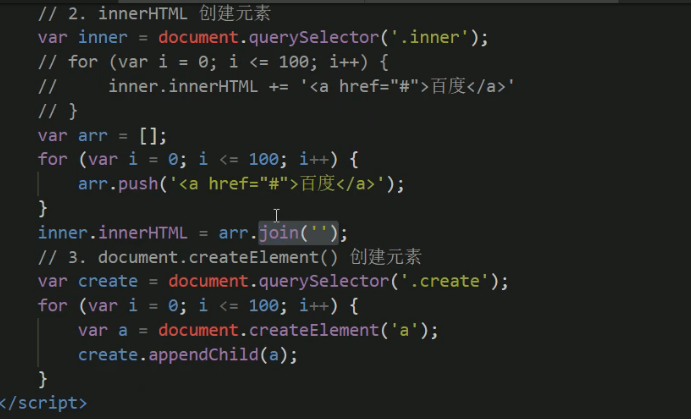 // 2. innerHTML 创建元素
var inner = document.querySelector('.inner');
// for (var i = 0; i <= 100; i++) {
//     inner.innerHTML += '<a href="#">百度</a>'
// }
var arr = [];
for (var i = 0; i <= 100; i++) {
    arr.push('<a href="#">百度</a>');
}
inner.innerHTML = arr.join('');
// 3. document.createElement() 创建元素
var create = document.querySelector('.create');
for (var i = 0; i <= 100; i++) {
    var a = document.createElement('a');
    create.appendChild(a);
}
</script>